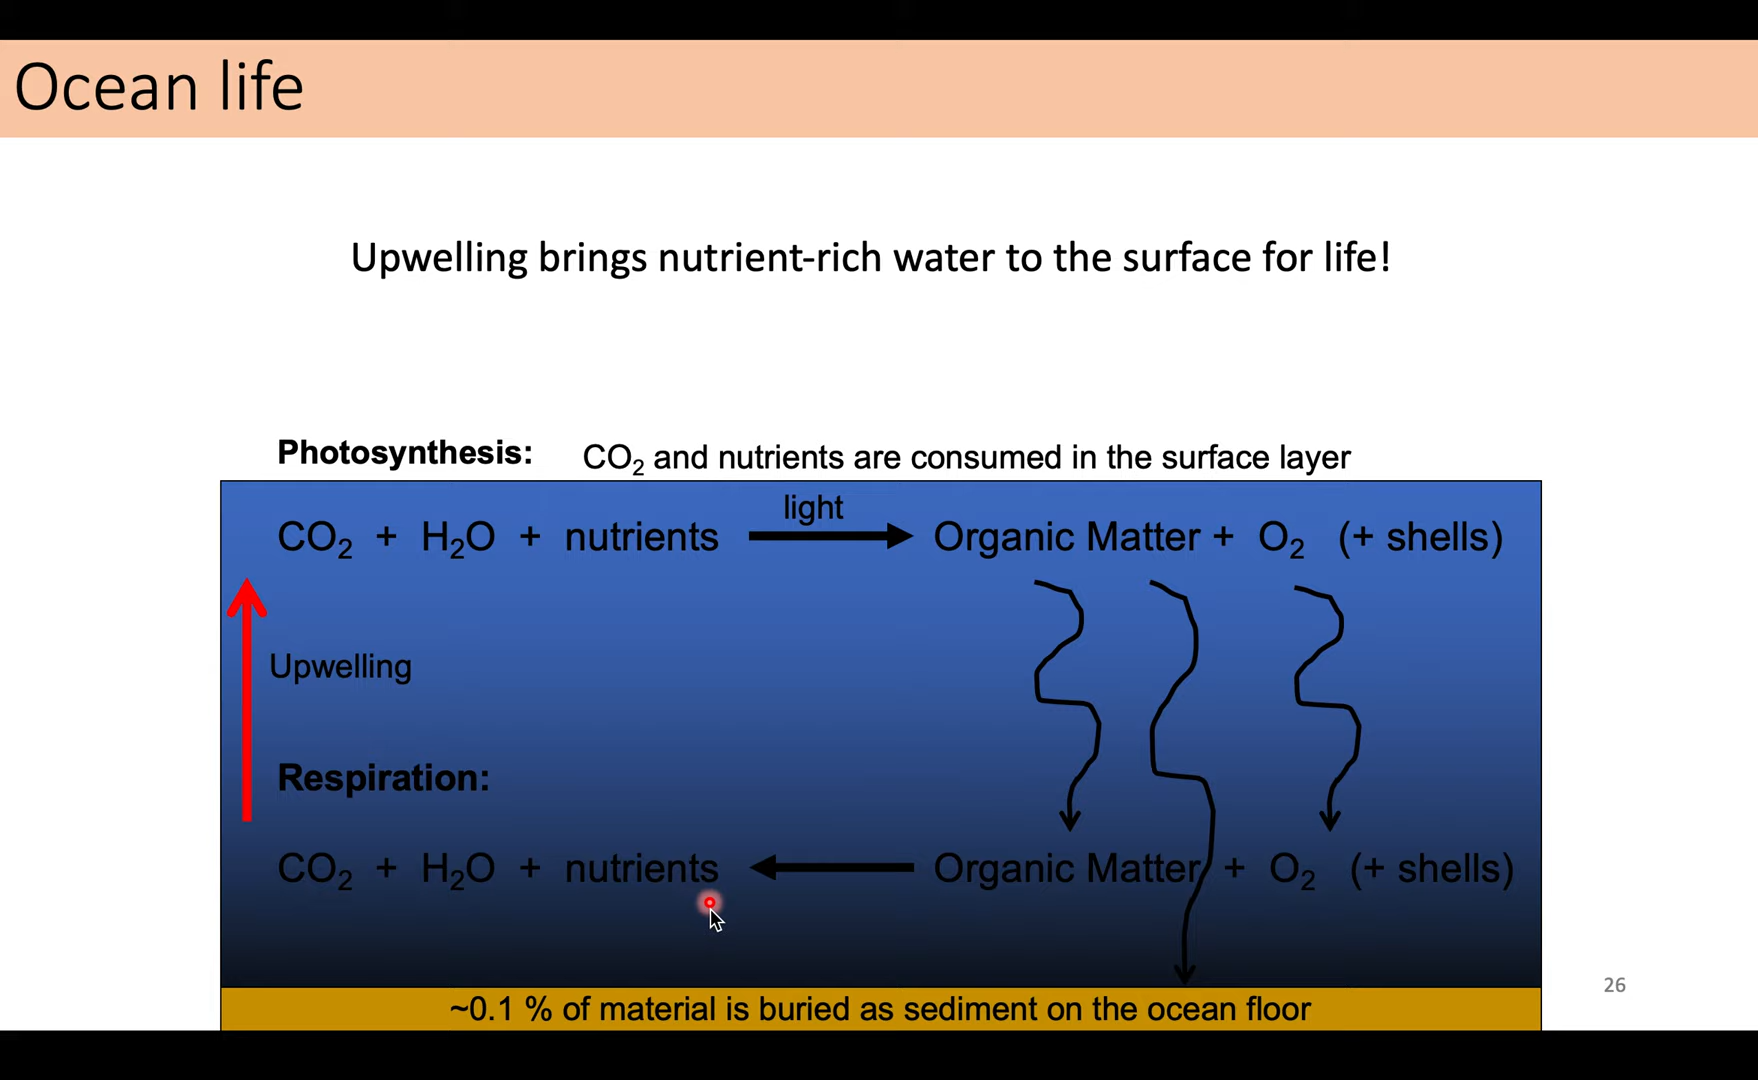 Ocean life
Upwelling brings nutrient-rich water to the surface for life!
Photosynthesis: CO₂ and nutrients are consumed in the surface layer
light
CO₂ + H₂O + nutrients Organic Matter + O₂ (+ shells)
Upwelling
Respiration:
CO₂ + H₂O + nutrients Organic Matter + O₂ (+ shells)
26
~0.1 % of material is buried as sediment on the ocean floor